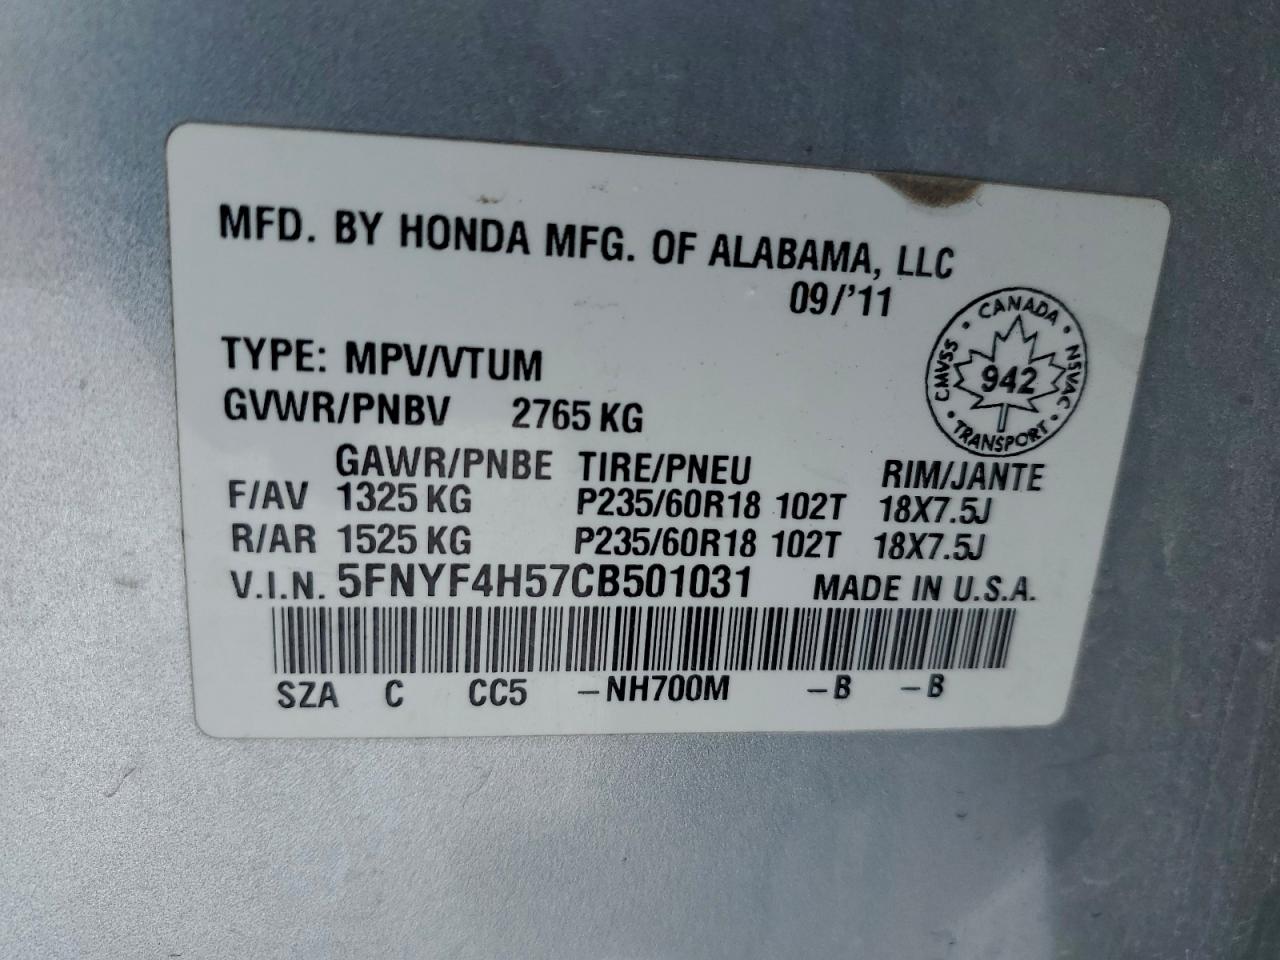 MFD. BY HONDA MFG. OF ALABAMA, LLC
09/'11
CANADA
CMVSS
NSVAC
942
TRANSPORT
TYPE: MPV/VTUM
GVWR/PNBV 2765 KG
GAWR/PNBE TIRE/PNEU RIM/JANTE
F/AV 1325 KG P235/60R18 102T 18X7.5J
R/AR 1525 KG P235/60R18 102T 18X7.5J
V.I.N. 5FNYF4H57CB501031 MADE IN U.S.A.
SZA C CC5 –NH700M –B –B